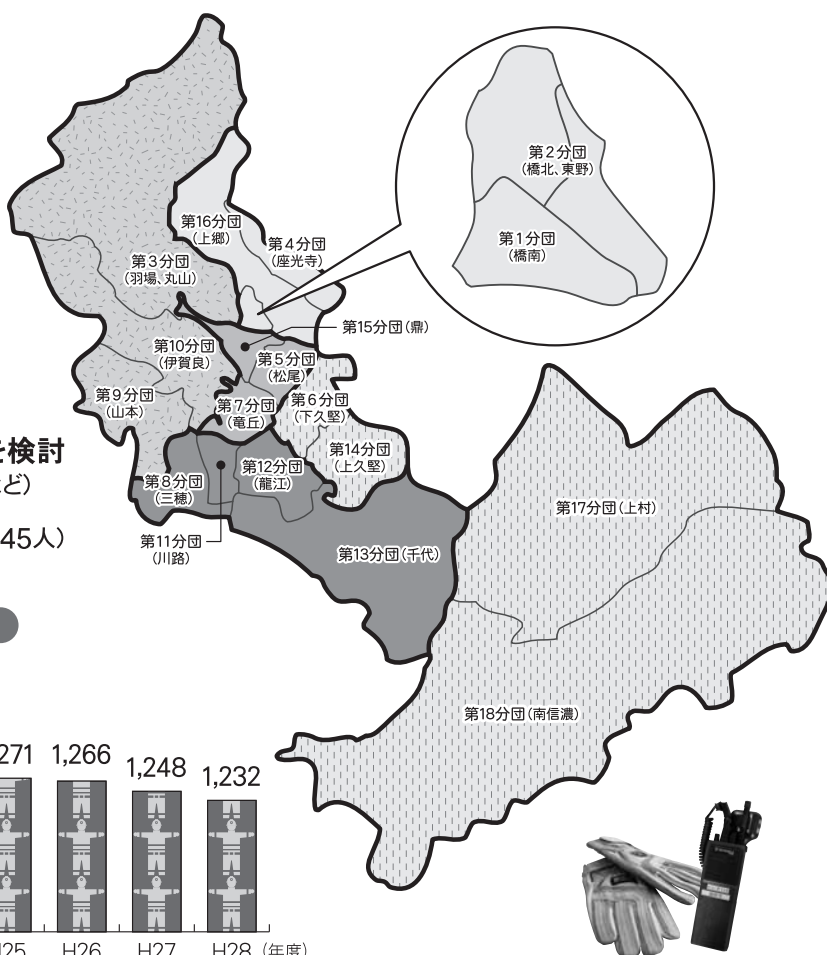 第2分団
(橋北、東野)
第1分団
(橋南)
第16分団
(上郷)
第4分団
(座光寺)
第3分団
(羽場、丸山)
第15分団(鼎)
第10分団
(伊賀良)
第5分団
(松尾)
第9分団
(山本)
第7分団
(竜丘)
第6分団
(下久堅)
第14分団
(上久堅)
第8分団
(三穂)
第12分団
(龍江)
第11分団
(川路)
第13分団(千代)
第17分団(上村)
第18分団(南信濃)
検討
ど)
45人)
271
1,266
1,248
1,232
25
H26
H27
H28
(年度)